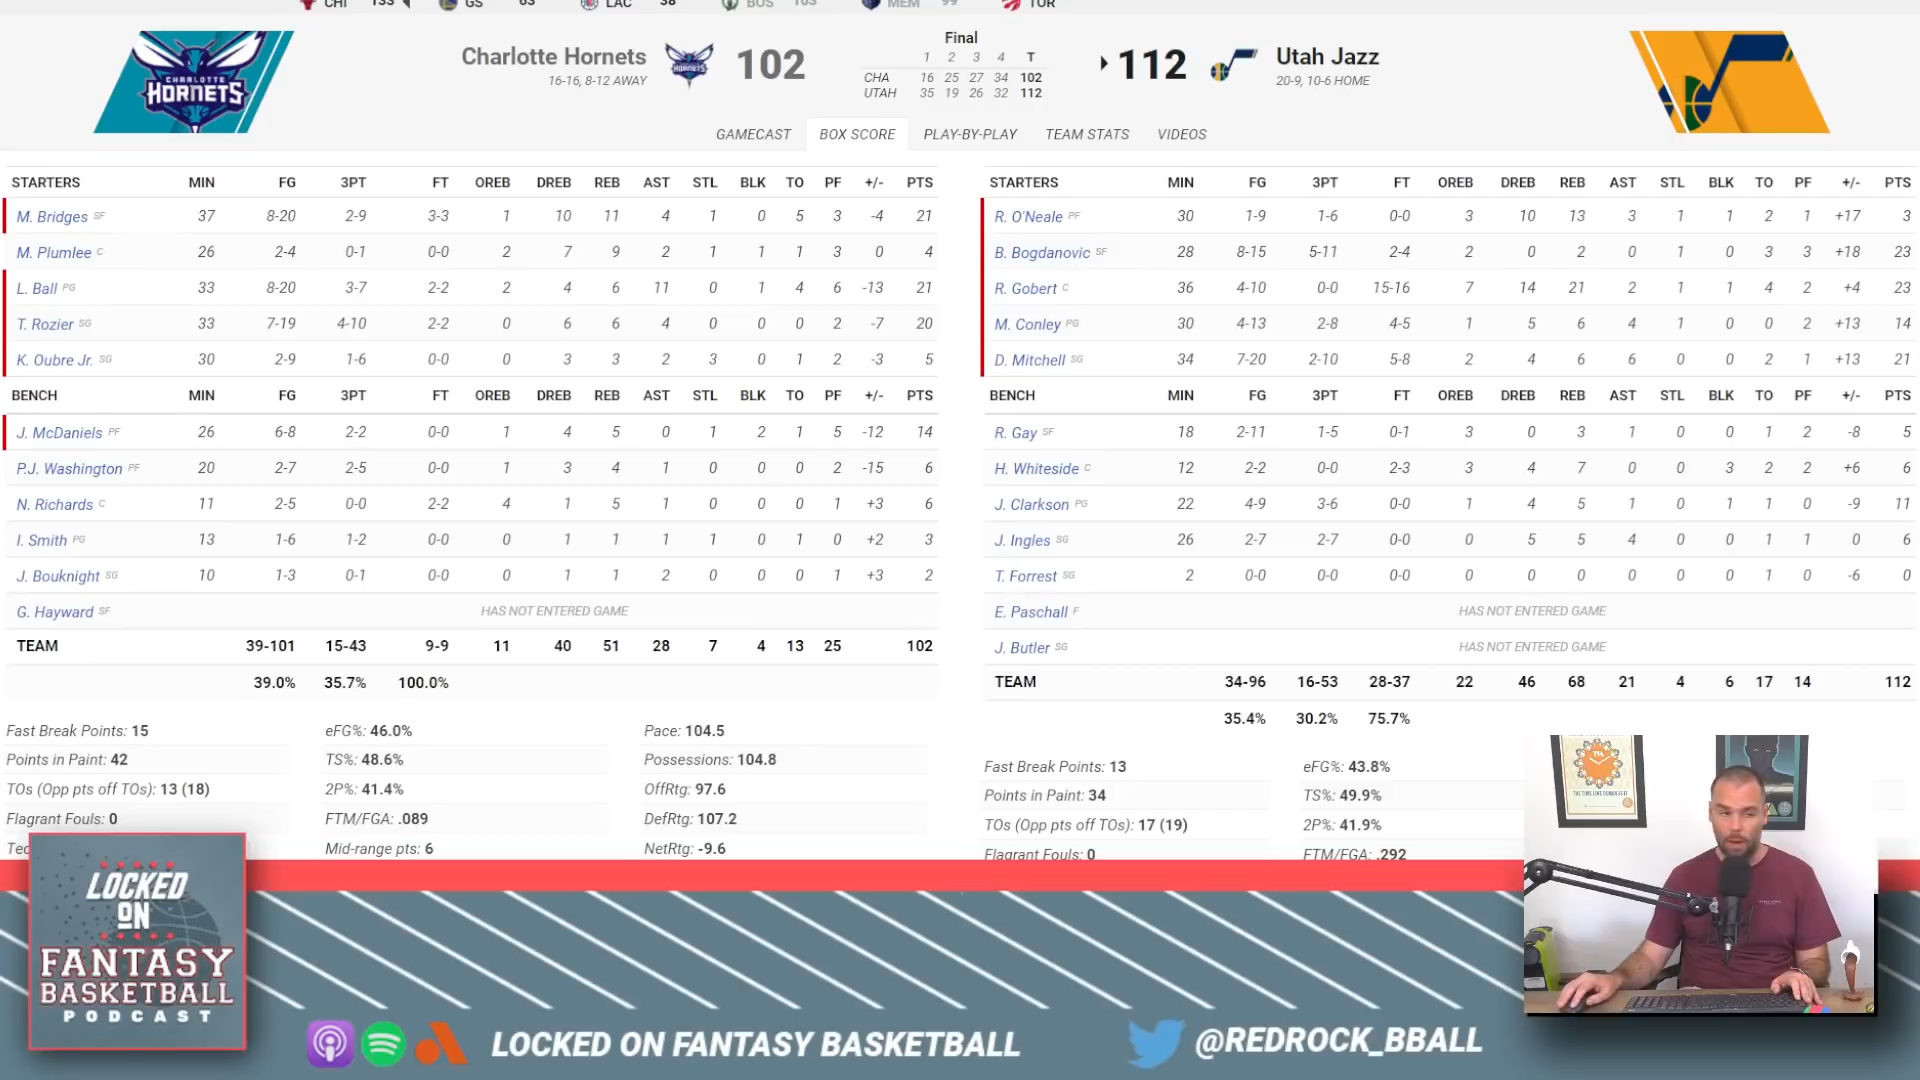 CHI 133 GS 63 LAC 38 BOS 103 MEM 99 TOR
CHARLOTTE HORNETS
Charlotte Hornets
16-16, 8-12 AWAY
HORNETS
102
Final
1 2 3 4 T
CHA 16 25 27 34 102
UTAH 35 19 26 32 112
112
Utah Jazz
20-9, 10-6 HOME
GAMECAST BOX SCORE PLAY-BY-PLAY TEAM STATS VIDEOS
STARTERS MIN FG 3PT FT OREB DREB REB AST STL BLK TO PF +/- PTS
M. Bridges SF 37 8-20 2-9 3-3 1 10 11 4 1 0 5 3 -4 21
M. Plumlee C 26 2-4 0-1 0-0 2 7 9 2 1 1 1 3 0 4
L. Ball PG 33 8-20 3-7 2-2 2 4 6 11 0 1 4 6 -13 21
T. Rozier SG 33 7-19 4-10 2-2 0 6 6 4 0 0 0 2 -7 20
K. Oubre Jr. SG 30 2-9 1-6 0-0 0 3 3 2 3 0 1 2 -3 5
BENCH MIN FG 3PT FT OREB DREB REB AST STL BLK TO PF +/- PTS
J. McDaniels PF 26 6-8 2-2 0-0 1 4 5 0 1 2 1 5 -12 14
P.J. Washington PF 20 2-7 2-5 0-0 1 3 4 1 0 0 0 2 -15 6
N. Richards C 11 2-5 0-0 2-2 4 1 5 1 0 0 0 1 +3 6
I. Smith PG 13 1-6 1-2 0-0 0 1 1 1 1 0 1 0 +2 3
J. Bouknight SG 10 1-3 0-1 0-0 0 1 1 2 0 0 0 1 +3 2
G. Hayward SF HAS NOT ENTERED GAME
TEAM 39-101 15-43 9-9 11 40 51 28 7 4 13 25 102
39.0% 35.7% 100.0%
Fast Break Points: 15 eFG%: 46.0% Pace: 104.5
Points in Paint: 42 TS%: 48.6% Possessions: 104.8
TOs (Opp pts off TOs): 13 (18) 2P%: 41.4% OffRtg: 97.6
Flagrant Fouls: 0 FTM/FGA: .089 DefRtg: 107.2
Tec Mid-range pts: 6 NetRtg: -9.6
STARTERS MIN FG 3PT FT OREB DREB REB AST STL BLK TO PF +/- PTS
R. O'Neale PF 30 1-9 1-6 0-0 3 10 13 3 1 1 2 1 +17 3
B. Bogdanovic SF 28 8-15 5-11 2-4 2 0 2 0 1 0 3 3 +18 23
R. Gobert C 36 4-10 0-0 15-16 7 14 21 2 1 1 4 2 +4 23
M. Conley PG 30 4-13 2-8 4-5 1 5 6 4 1 0 0 2 +13 14
D. Mitchell SG 34 7-20 2-10 5-8 2 4 6 6 0 0 2 1 +13 21
BENCH MIN FG 3PT FT OREB DREB REB AST STL BLK TO PF +/- PTS
R. Gay SF 18 2-11 1-5 0-1 3 0 3 1 0 0 1 2 -8 5
H. Whiteside C 12 2-2 0-0 2-3 3 4 7 0 0 3 2 2 +6 6
J. Clarkson PG 22 4-9 3-6 0-0 1 4 5 1 0 1 1 0 -9 11
J. Ingles SG 26 2-7 2-7 0-0 0 5 5 4 0 0 1 1 0 6
T. Forrest SG 2 0-0 0-0 0-0 0 0 0 0 0 0 1 0 -6 0
E. Paschall F HAS NOT ENTERED GAME
J. Butler SG HAS NOT ENTERED GAME
TEAM 34-96 16-53 28-37 22 46 68 21 4 6 17 14 112
35.4% 30.2% 75.7%
Fast Break Points: 13 eFG%: 43.8%
Points in Paint: 34 TS%: 49.9%
TOs (Opp pts off TOs): 17 (19) 2P%: 41.9%
Flagrant Fouls: 0 FTM/FGA: .292
LOCKED
ON
FANTASY
BASKETBALL
PODCAST
LOCKED ON FANTASY BASKETBALL
@REDROCK_BBALL